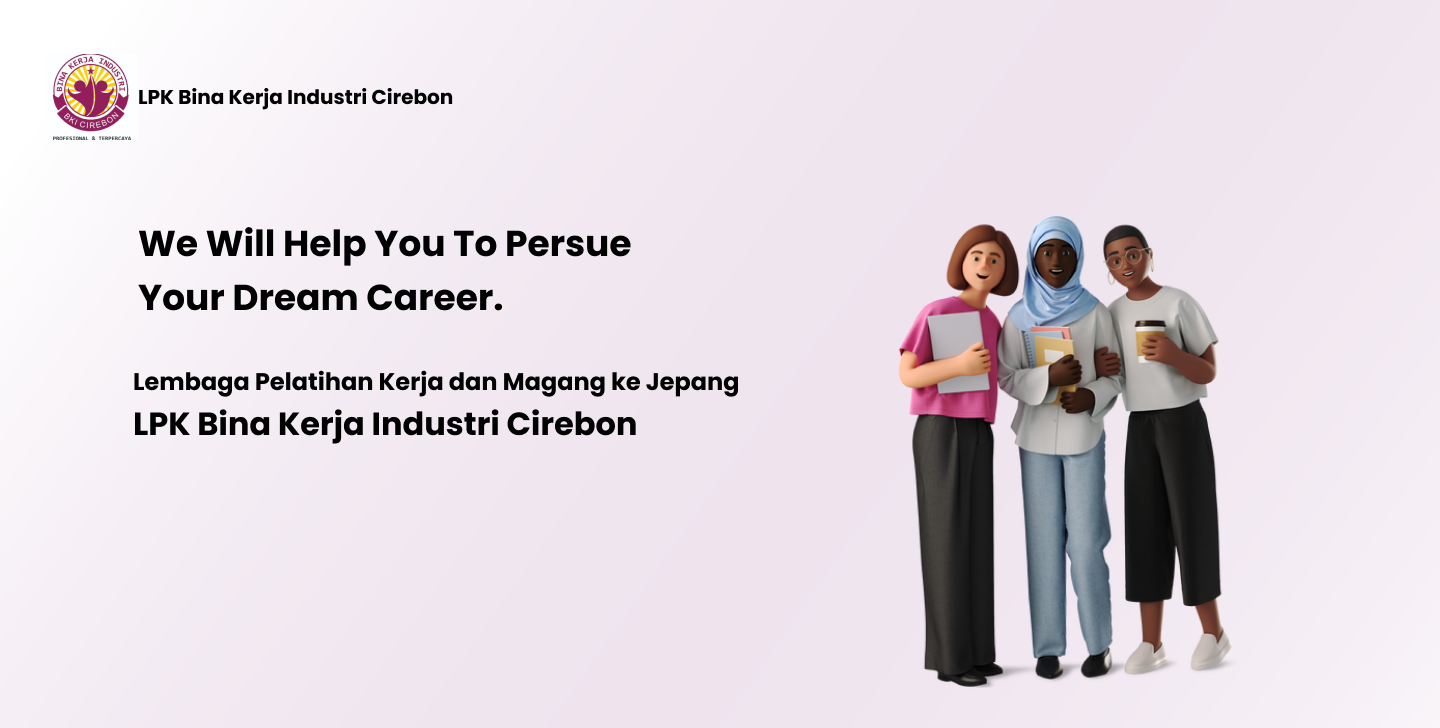 BINA KERJA INDUSTRI
BKI CIREBON
PROFESIONAL & TERPERCAYA
LPK Bina Kerja Industri Cirebon
We Will Help You To Persue
Your Dream Career.
Lembaga Pelatihan Kerja dan Magang ke Jepang
LPK Bina Kerja Industri Cirebon